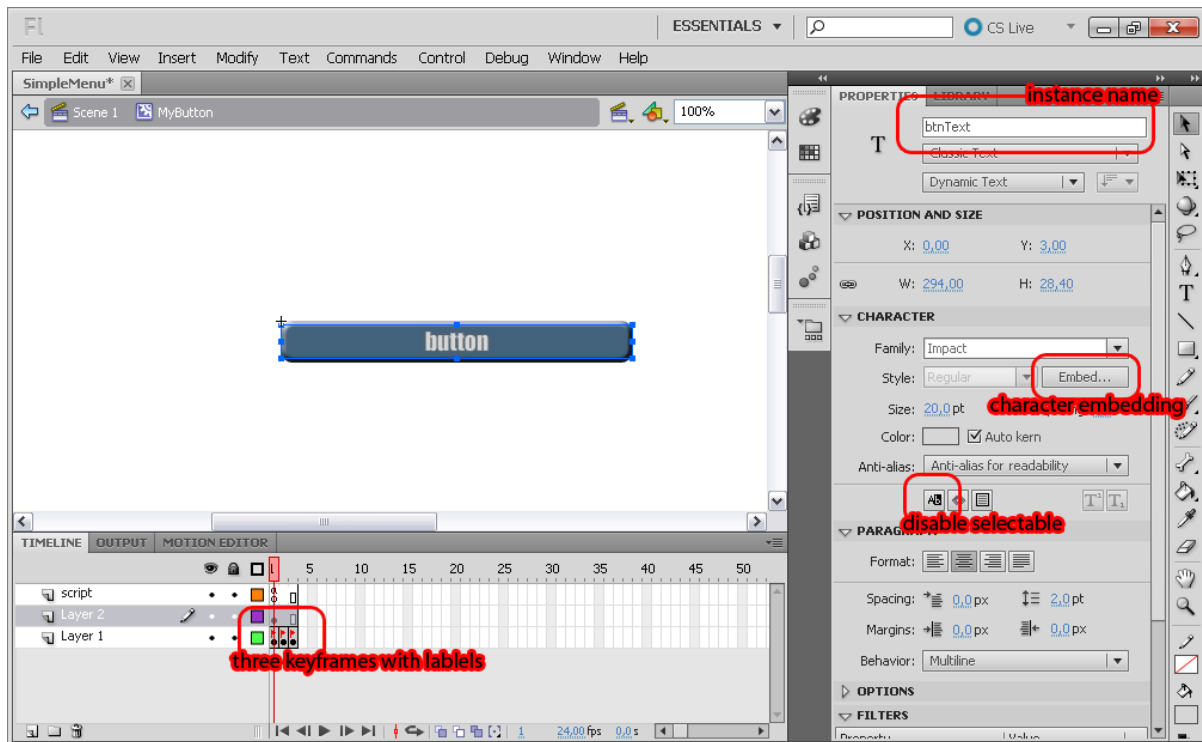 Fl ESSENTIALS CS Live
File Edit View Insert Modify Text Commands Control Debug Window Help
SimpleMenu*
Scene 1 MyButton 100%
PROPERTIES LIBRARY instance name
btnText
T Classic Text
Dynamic Text
POSITION AND SIZE
X: 0,00 Y: 3,00
W: 294,00 H: 28,40
button
CHARACTER
Family: Impact
Style: Regular Embed...
character embedding
Size: 20,0 pt
Color: Auto kern
Anti-alias: Anti-alias for readability
T¹ T₁
disable selectable
PARAGRAPH
Format:
Spacing: 0,0 px 2,0 pt
Margins: 0,0 px 0,0 px
Behavior: Multiline
OPTIONS
FILTERS
Property Value
TIMELINE OUTPUT MOTION EDITOR
1 5 10 15 20 25 30 35 40 45 50
script
Layer 2
Layer 1
three keyframes with lablels
1 24,00 fps 0,0 s